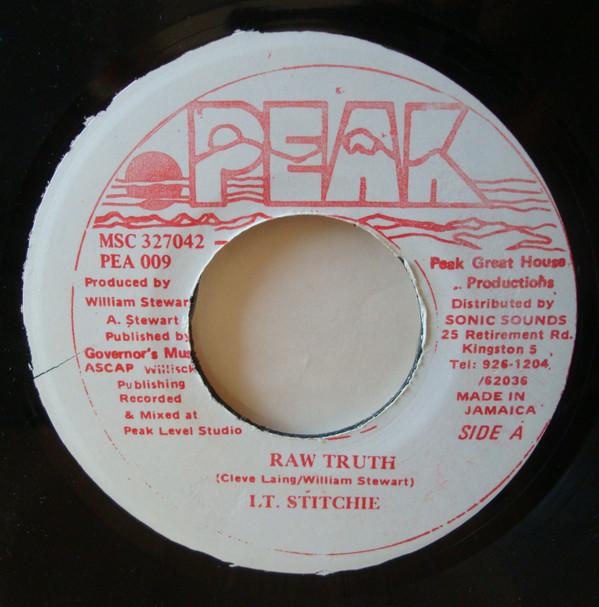 PEAK
MSC 327042
PEA 009
Produced by
William Stewar
A. Stewart
Published by
Governor's Mus
ASCAP
Publishing
Recorded
& Mixed at
Peak Level Studio
Peak Great House
Productions
Distributed by
SONIC SOUNDS
25 Retirement Rd.
Kingston 5
Tel: 926-1204
/62036
MADE IN
JAMAICA
SIDE A
RAW TRUTH
(Cleve Laing/William Stewart)
LT. STITCHIE